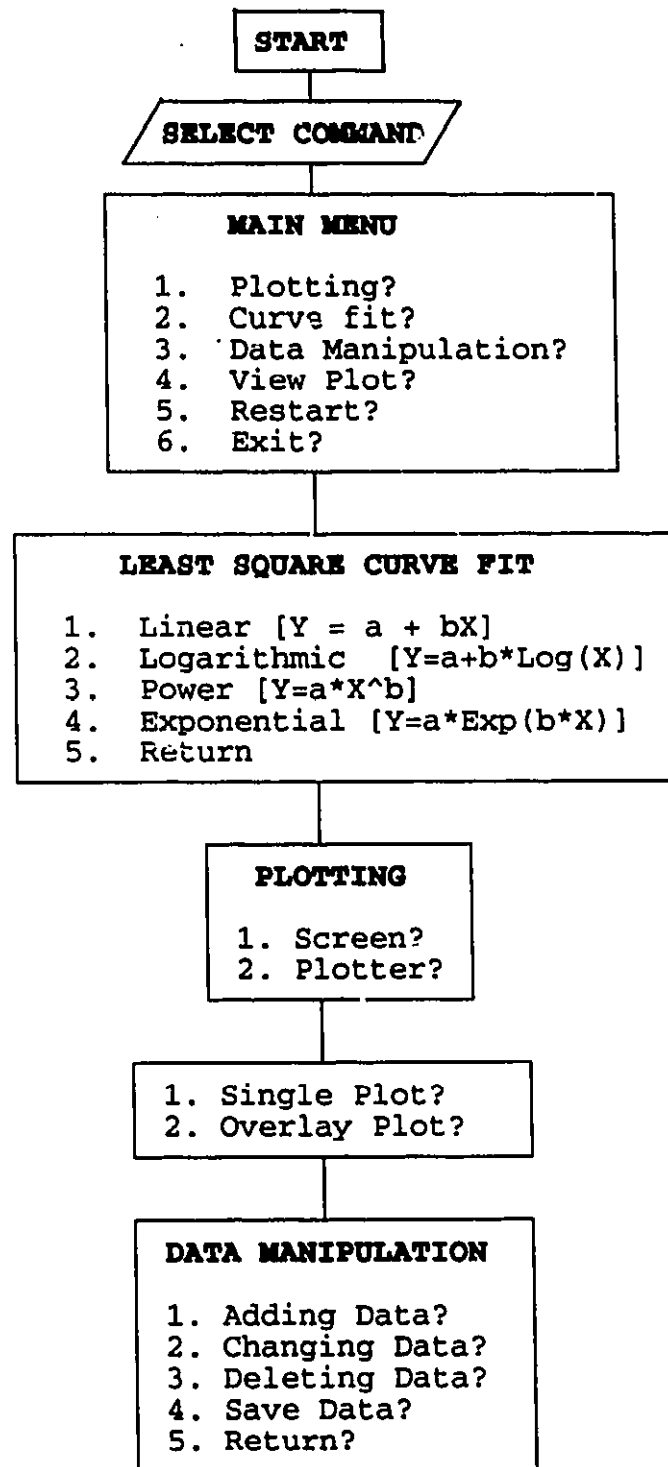 START
SELECT COMMAND
MAIN MENU
1. Plotting?
2. Curve fit?
3. Data Manipulation?
4. View Plot?
5. Restart?
6. Exit?
LEAST SQUARE CURVE FIT
1. Linear [Y = a + bX]
2. Logarithmic [Y=a+b*Log(X)]
3. Power [Y=a*X^b]
4. Exponential [Y=a*Exp(b*X)]
5. Return
PLOTTING
1. Screen?
2. Plotter?
1. Single Plot?
2. Overlay Plot?
DATA MANIPULATION
1. Adding Data?
2. Changing Data?
3. Deleting Data?
4. Save Data?
5. Return?